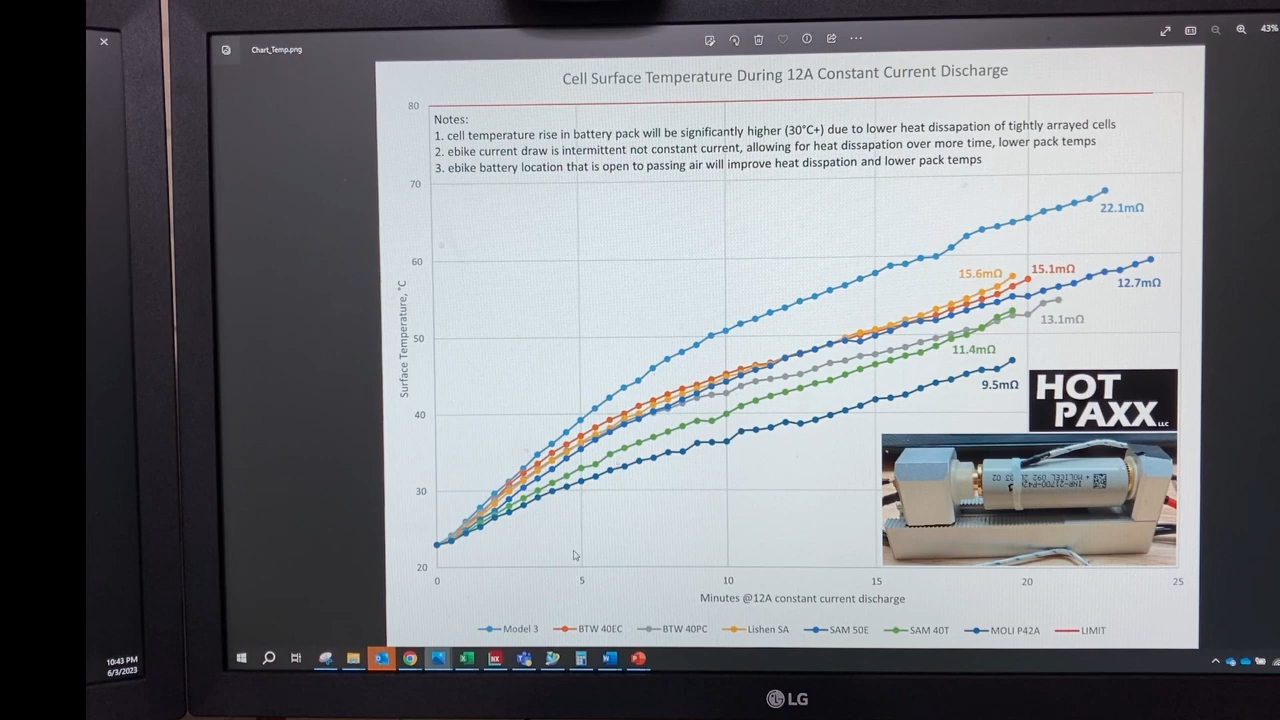 Chart_Temp.png
43%
Cell Surface Temperature During 12A Constant Current Discharge
80
Notes:
1. cell temperature rise in battery pack will be significantly higher (30°C+) due to lower heat dissapation of tightly arrayed cells
2. ebike current draw is intermittent not constant current, allowing for heat dissapation over more time, lower pack temps
3. ebike battery location that is open to passing air will improve heat disspation and lower pack temps
70
22.1mΩ
60
15.6mΩ
15.1mΩ
12.7mΩ
Surface Temperature, °C
13.1mΩ
50
11.4mΩ
9.5mΩ
40
HOT
PAXX
LLC
INR-21700-P42A
30
20
0
5
10
15
20
25
Minutes @12A constant current discharge
Model 3
BTW 40EC
BTW 40PC
Lishen SA
SAM 50E
SAM 40T
MOLI P42A
LIMIT
10:43 PM
6/3/2023
LG